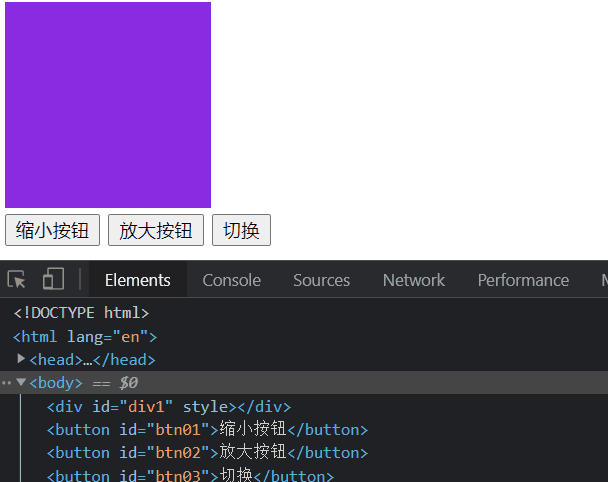 缩小按钮 放大按钮 切换
Elements Console Sources Network Performance
<!DOCTYPE html>
<html lang="en">
<head>…</head>
<body> == $0
<div id="div1" style></div>
<button id="btn01">缩小按钮</button>
<button id="btn02">放大按钮</button>
<button id="btn03">切换</button>